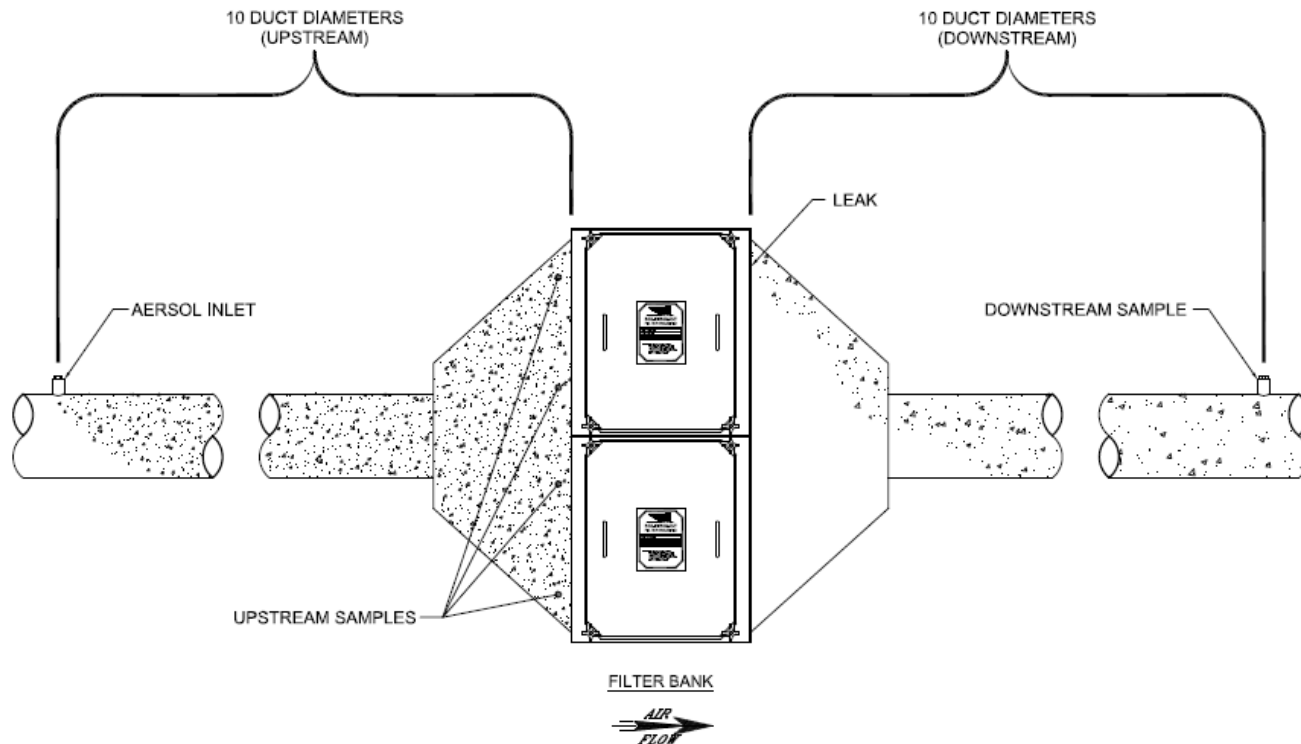 10 DUCT DIAMETERS
(UPSTREAM)
10 DUCT DIAMETERS
(DOWNSTREAM)
LEAK
AERSOL INLET
DOWNSTREAM SAMPLE
UPSTREAM SAMPLES
FILTER BANK
AIR
FLOW